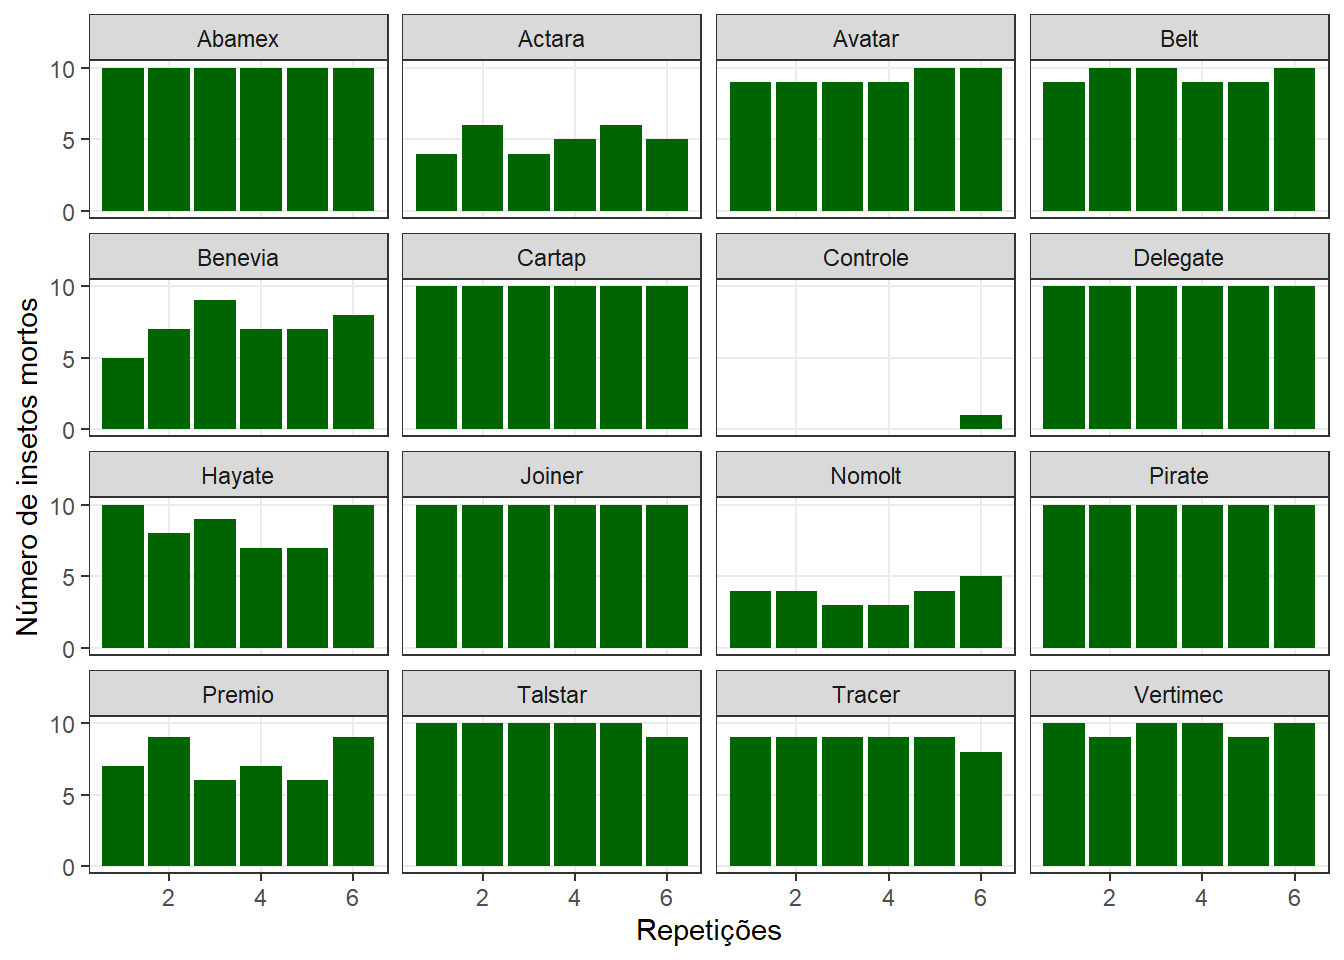 Abamex Actara Avatar Belt
10
5
0
Benevia Cartap Controle Delegate
10
5
0
Hayate Joiner Nomolt Pirate
10
5
0
Premio Talstar Tracer Vertimec
10
5
0
2 4 6 2 4 6 2 4 6 2 4 6
Repetições
Número de insetos mortos